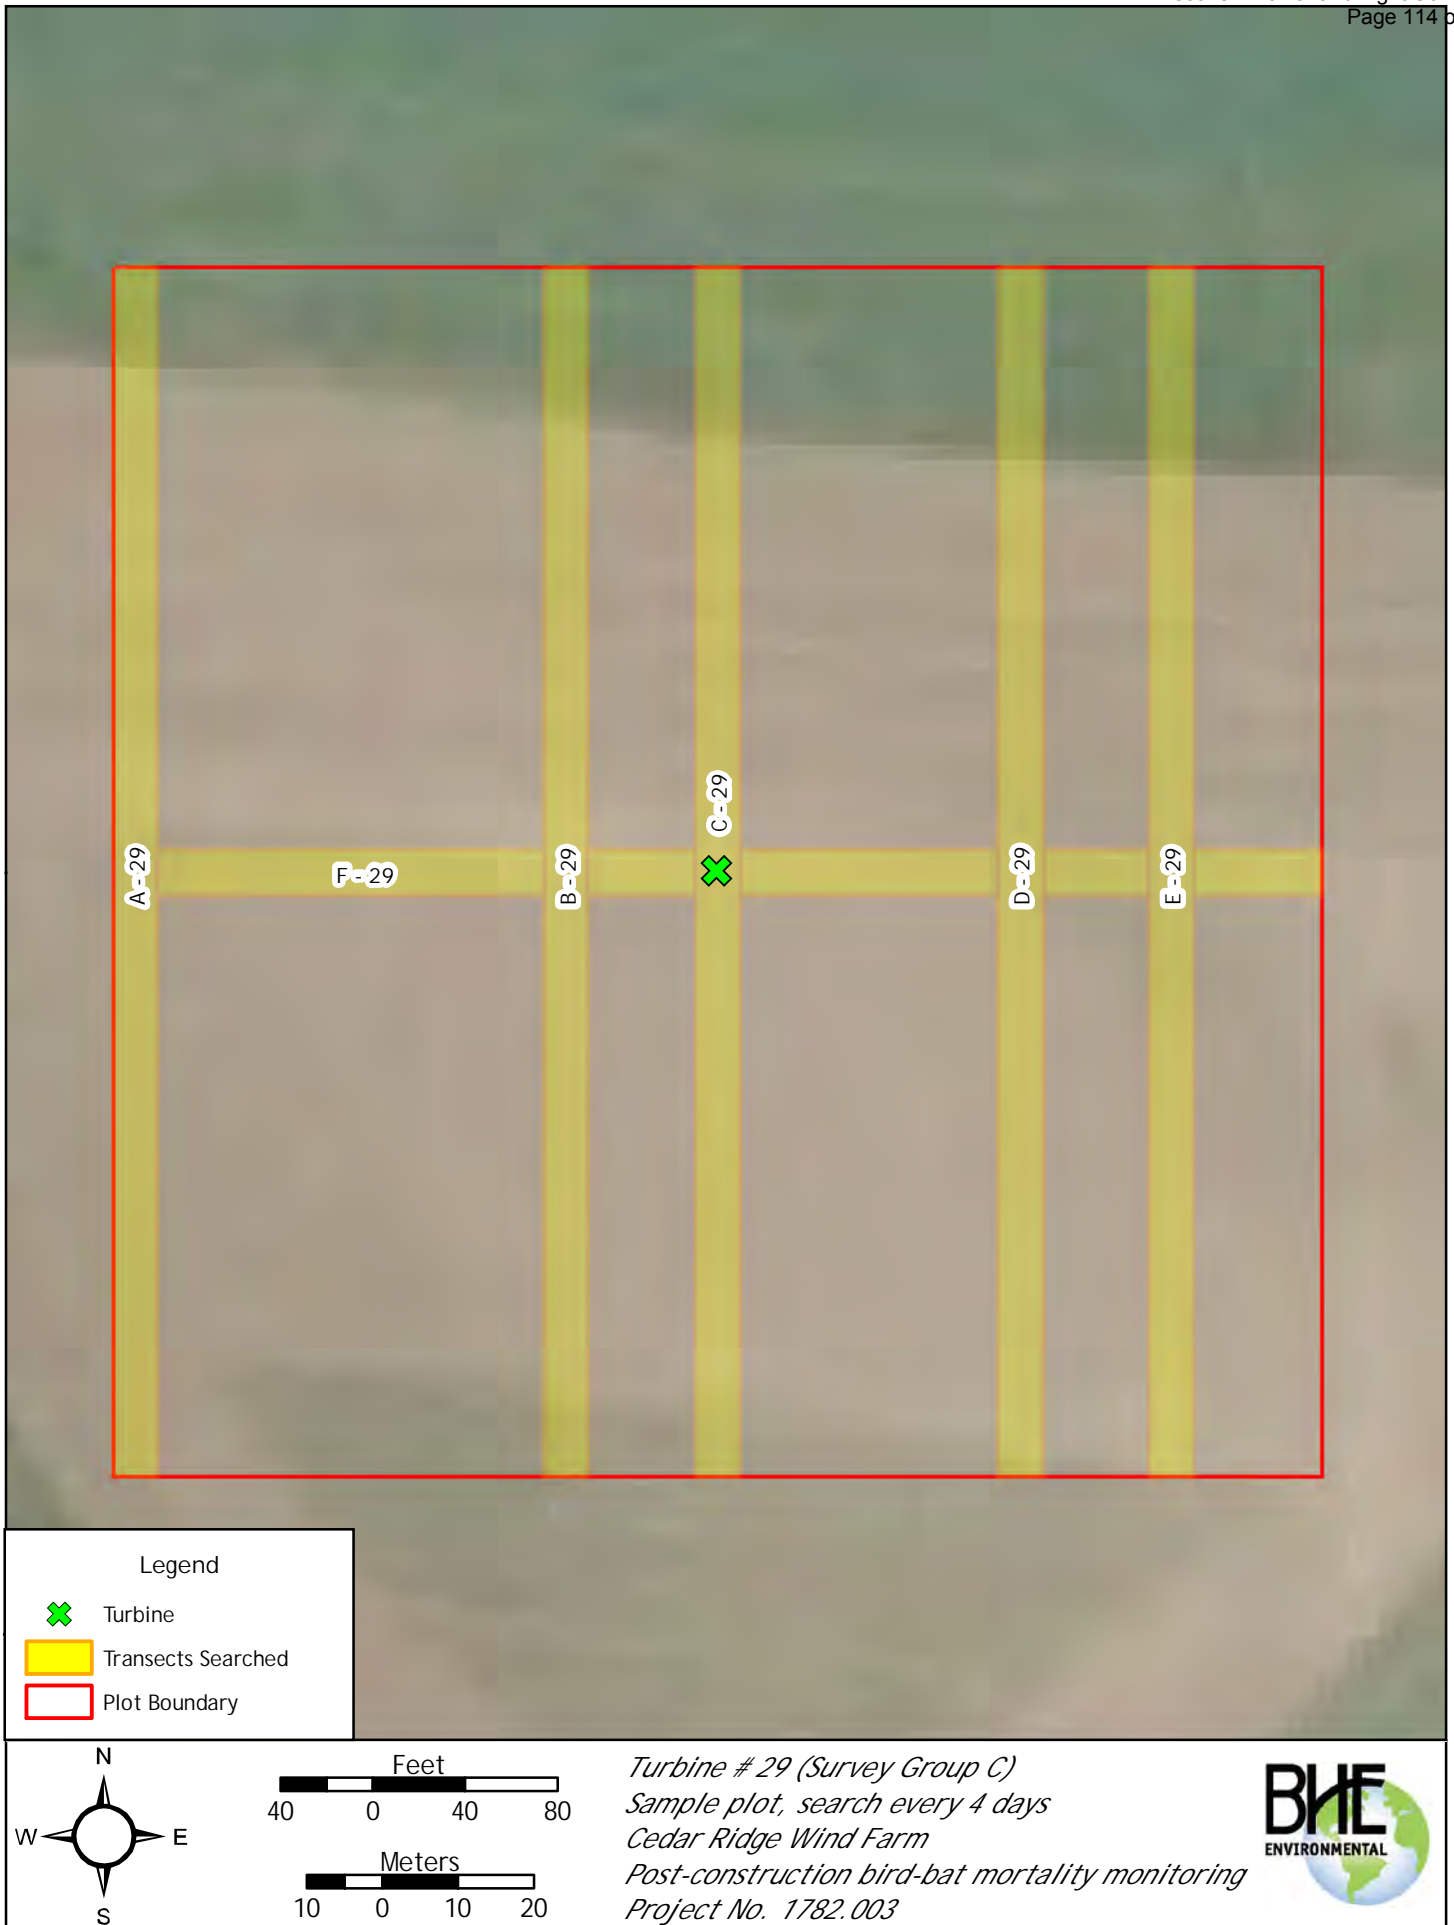 Page 114 o
C - 29
A - 29
F - 29
B - 29
D - 29
E - 29
Legend
Turbine
Transects Searched
Plot Boundary
N
W
E
S
Feet
40 0 40 80
Meters
10 0 10 20
Turbine # 29 (Survey Group C)
Sample plot, search every 4 days
Cedar Ridge Wind Farm
Post-construction bird-bat mortality monitoring
Project No. 1782.003
BHE
ENVIRONMENTAL